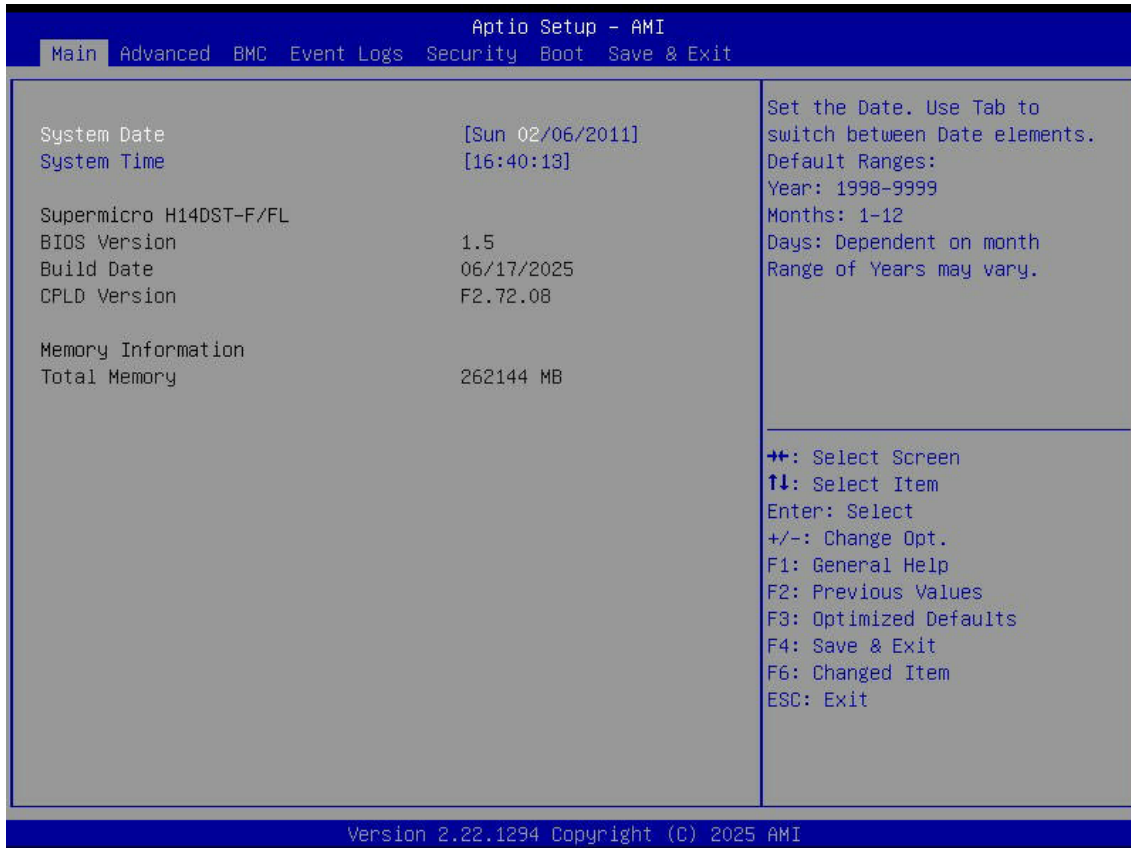 Aptio Setup – AMI
Main Advanced BMC Event Logs Security Boot Save & Exit
System Date [Sun 02/06/2011]
System Time [16:40:13]
Supermicro H14DST-F/FL
BIOS Version 1.5
Build Date 06/17/2025
CPLD Version F2.72.08
Memory Information
Total Memory 262144 MB
Set the Date. Use Tab to
switch between Date elements.
Default Ranges:
Year: 1998-9999
Months: 1-12
Days: Dependent on month
Range of Years may vary.
→←: Select Screen
↑↓: Select Item
Enter: Select
+/-: Change Opt.
F1: General Help
F2: Previous Values
F3: Optimized Defaults
F4: Save & Exit
F6: Changed Item
ESC: Exit
Version 2.22.1294 Copyright (C) 2025 AMI